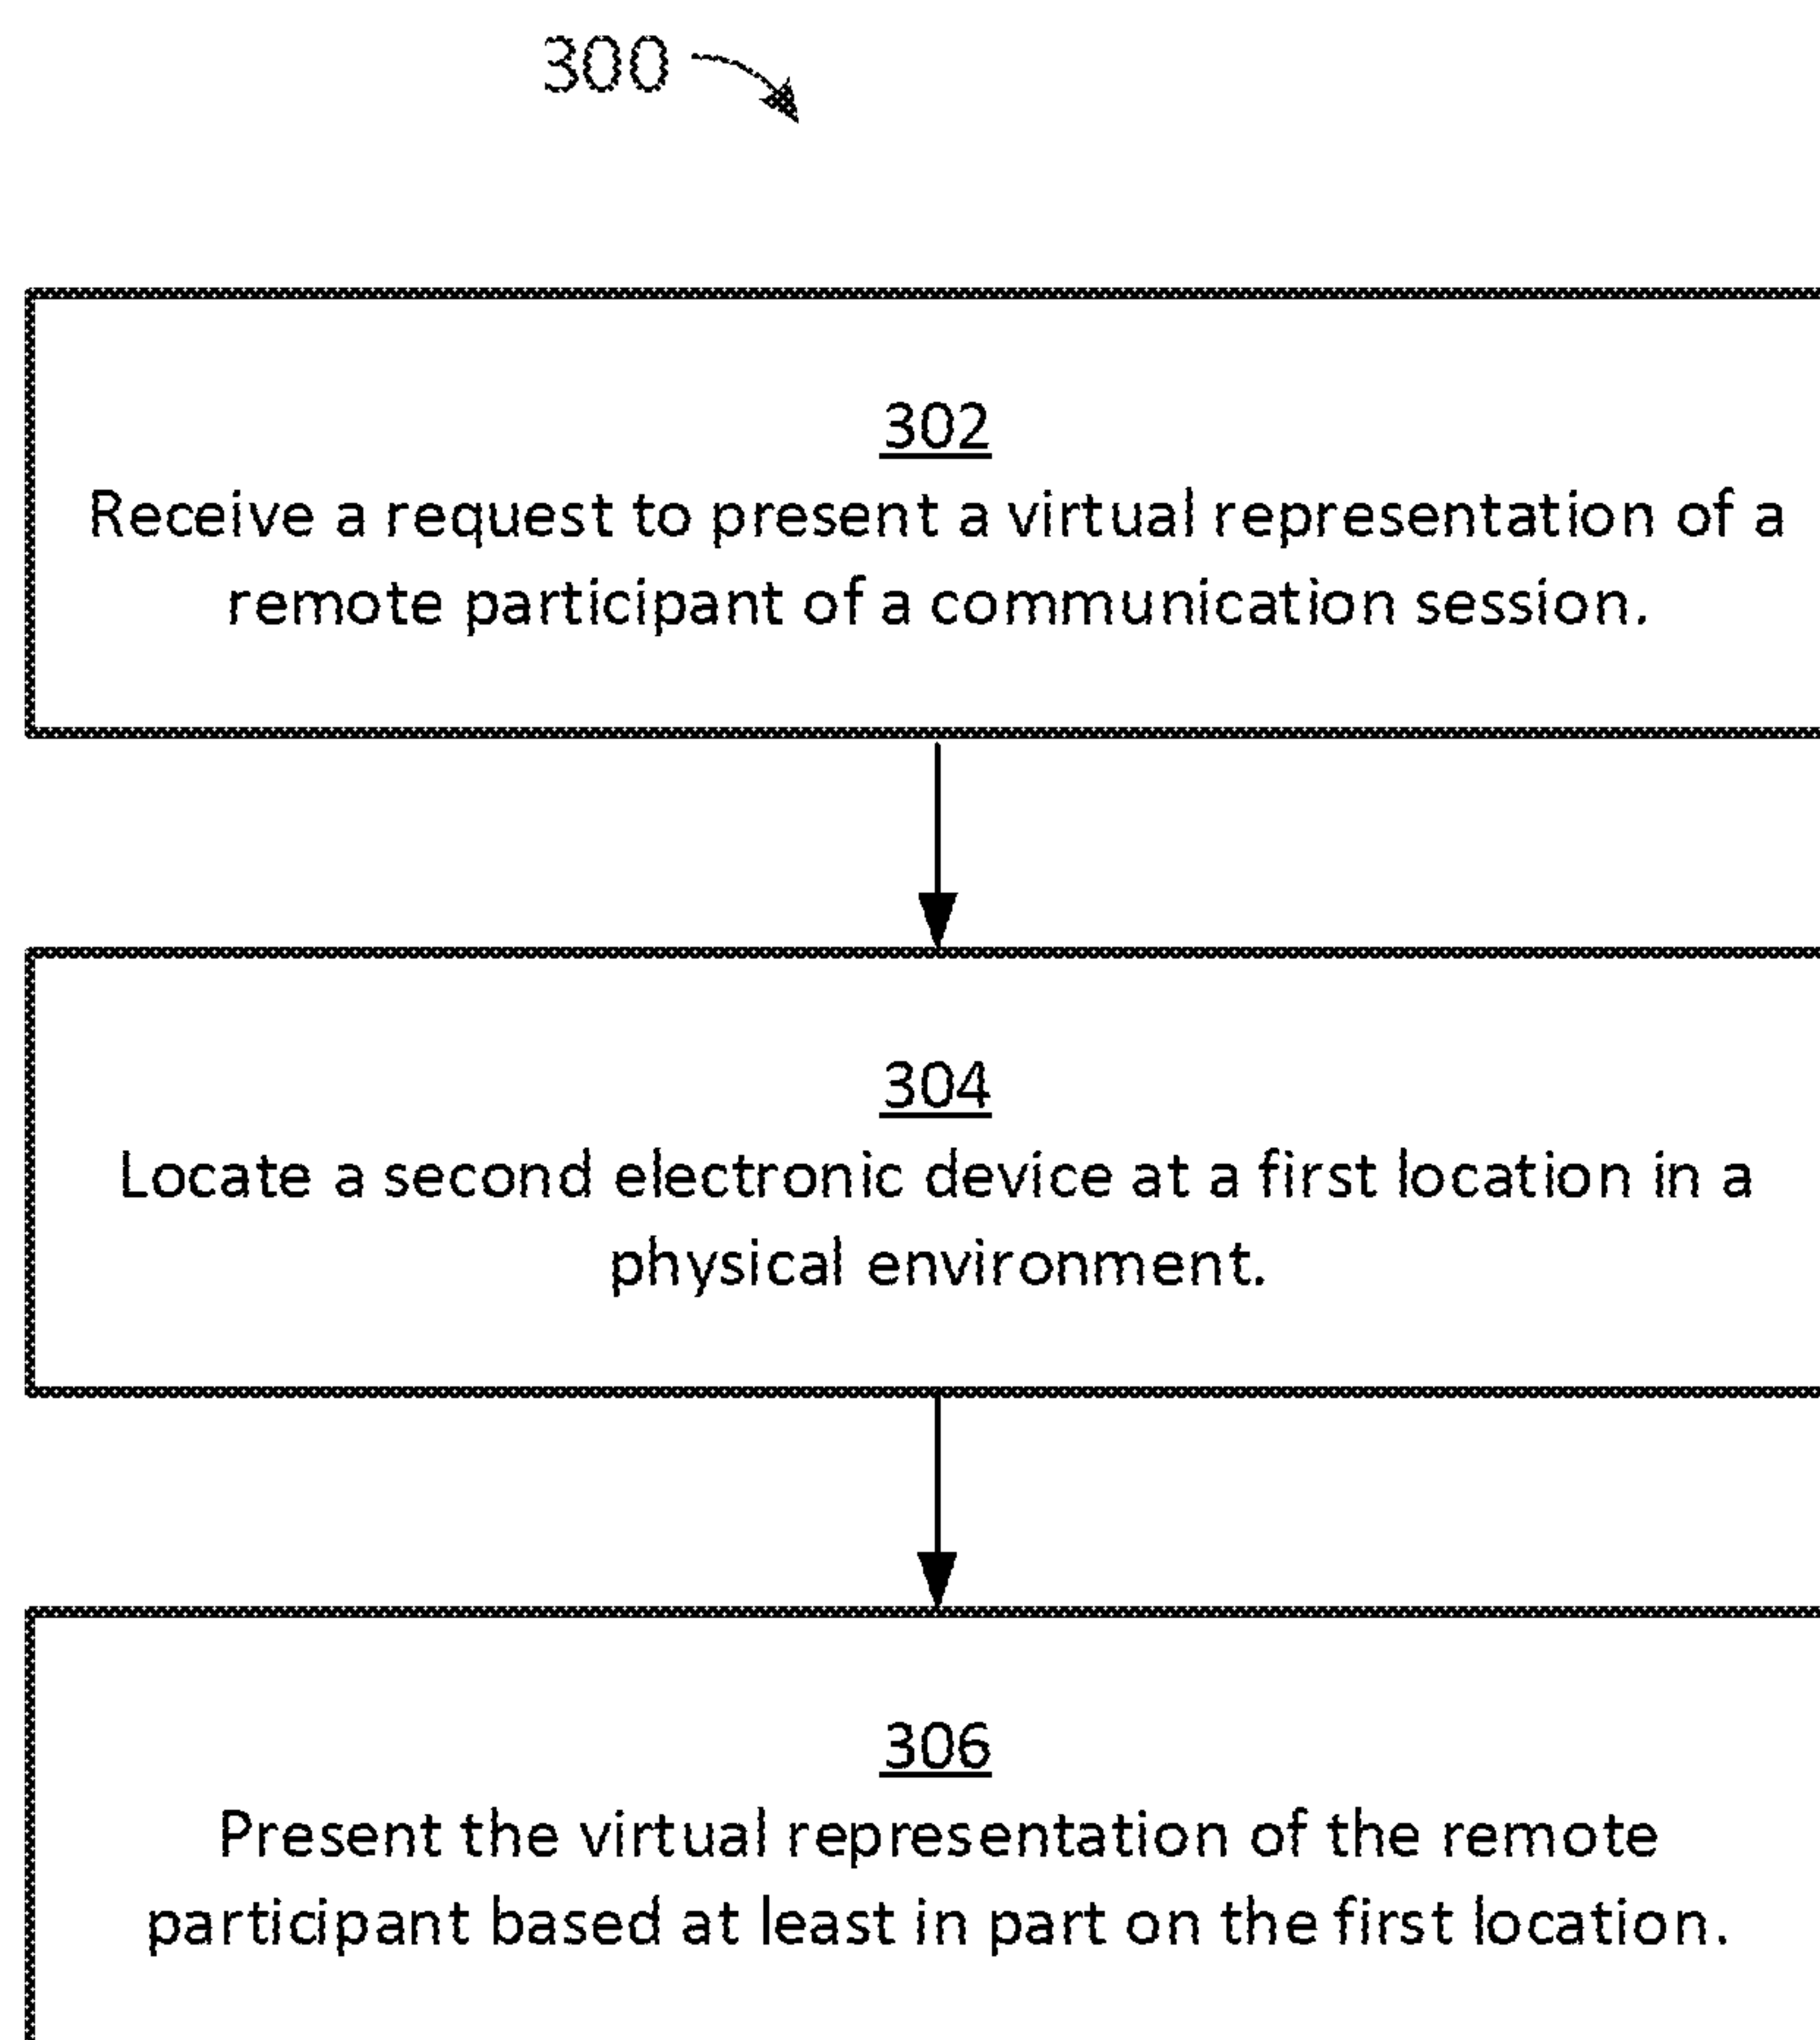 300
302
Receive a request to present a virtual representation of a
remote participant of a communication session.
304
Locate a second electronic device at a first location in a
physical environment.
306
Present the virtual representation of the remote
participant based at least in part on the first location.